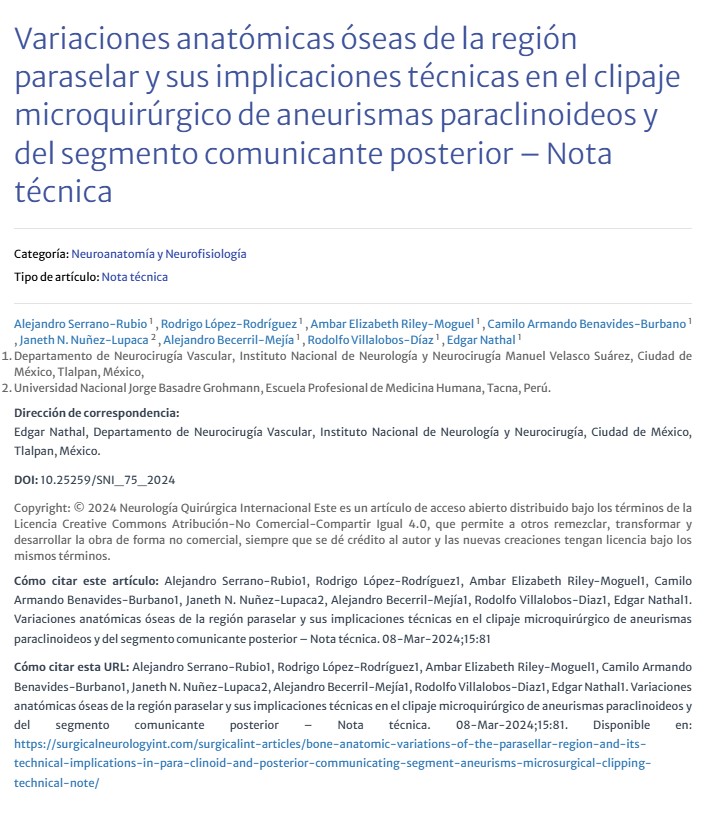 Variaciones anatómicas óseas de la región
paraselar y sus implicaciones técnicas en el clipaje
microquirúrgico de aneurismas paraclinoideos y
del segmento comunicante posterior – Nota
técnica
Categoría: Neuroanatomía y Neurofisiología
Tipo de artículo: Nota técnica
Alejandro Serrano-Rubio 1 , Rodrigo López-Rodríguez 1 , Ambar Elizabeth Riley-Moguel 1 , Camilo Armando Benavides-Burbano 1
, Janeth N. Nuñez-Lupaca 2 , Alejandro Becerril-Mejía 1 , Rodolfo Villalobos-Díaz 1 , Edgar Nathal 1
1. Departamento de Neurocirugía Vascular, Instituto Nacional de Neurología y Neurocirugía Manuel Velasco Suárez, Ciudad de
México, Tlalpan, México,
2. Universidad Nacional Jorge Basadre Grohmann, Escuela Profesional de Medicina Humana, Tacna, Perú.
Dirección de correspondencia:
Edgar Nathal, Departamento de Neurocirugía Vascular, Instituto Nacional de Neurología y Neurocirugía, Ciudad de México,
Tlalpan, México.
DOI: 10.25259/SNI_75_2024
Copyright: © 2024 Neurología Quirúrgica Internacional Este es un artículo de acceso abierto distribuido bajo los términos de la
Licencia Creative Commons Atribución-No Comercial-Compartir Igual 4.0, que permite a otros remezclar, transformar y
desarrollar la obra de forma no comercial, siempre que se dé crédito al autor y las nuevas creaciones tengan licencia bajo los
mismos términos.
Cómo citar este artículo: Alejandro Serrano-Rubio1, Rodrigo López-Rodríguez1, Ambar Elizabeth Riley-Moguel1, Camilo
Armando Benavides-Burbano1, Janeth N. Nuñez-Lupaca2, Alejandro Becerril-Mejía1, Rodolfo Villalobos-Diaz1, Edgar Nathal1.
Variaciones anatómicas óseas de la región paraselar y sus implicaciones técnicas en el clipaje microquirúrgico de aneurismas
paraclinoideos y del segmento comunicante posterior – Nota técnica. 08-Mar-2024;15:81
Cómo citar esta URL: Alejandro Serrano-Rubio1, Rodrigo López-Rodríguez1, Ambar Elizabeth Riley-Moguel1, Camilo Armando
Benavides-Burbano1, Janeth N. Nuñez-Lupaca2, Alejandro Becerril-Mejía1, Rodolfo Villalobos-Diaz1, Edgar Nathal1. Variaciones
anatómicas óseas de la región paraselar y sus implicaciones técnicas en el clipaje microquirúrgico de aneurismas paraclinoideos y
del segmento comunicante posterior – Nota técnica. 08-Mar-2024;15:81. Disponible en:
https://surgicalneurologyint.com/surgicalint-articles/bone-anatomic-variations-of-the-parasellar-region-and-its-
technical-implications-in-para-clinoid-and-posterior-communicating-segment-aneurisms-microsurgical-clipping-
technical-note/